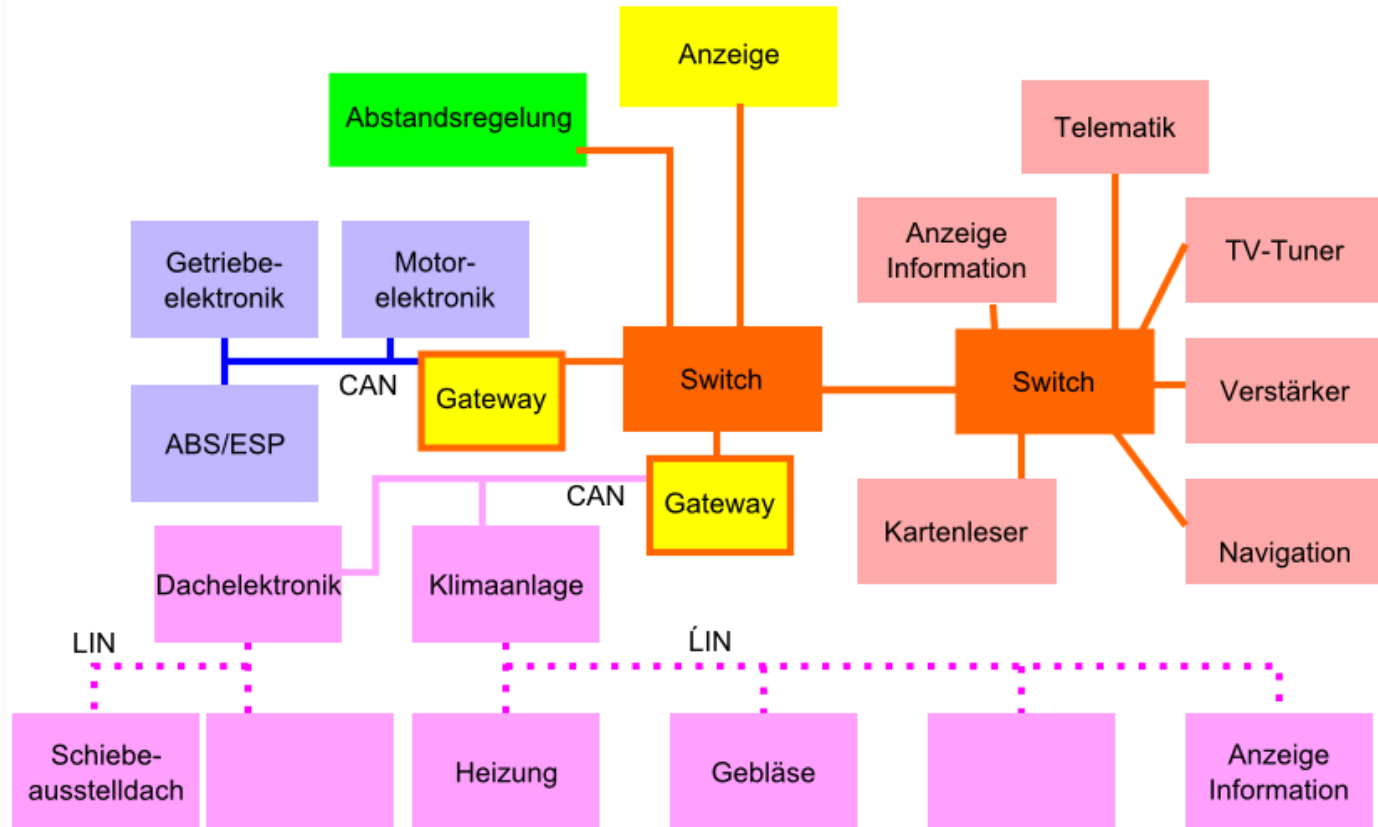 Anzeige
Abstandsregelung
Telematik
Anzeige
Information
TV-Tuner
Getriebe-
elektronik
Motor-
elektronik
CAN
Gateway
Switch
Switch
Verstärker
ABS/ESP
CAN
Gateway
Kartenleser
Navigation
Dachelektronik
Klimaanlage
LIN
ĹIN
Schiebe-
ausstelldach
Heizung
Gebläse
Anzeige
Information